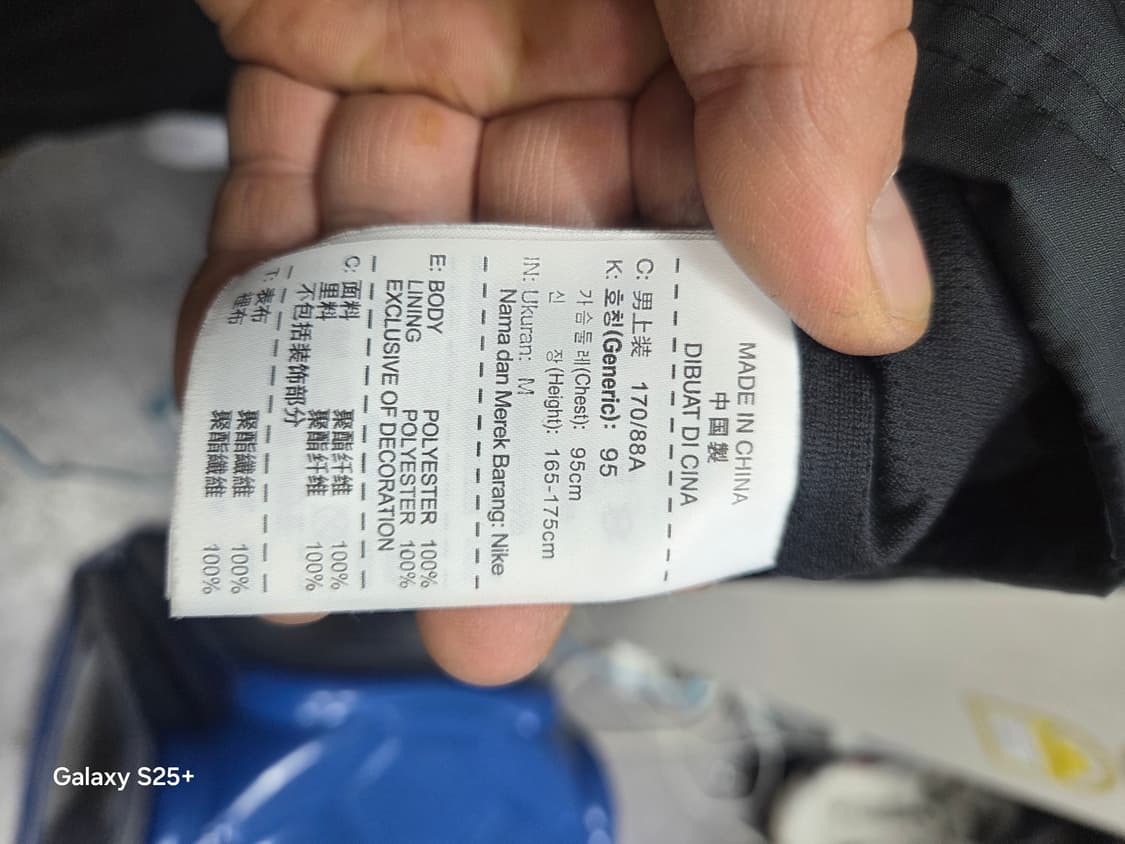 MADE IN CHINA
中国製
DIBUAT DI CINA
C: 男上装 170/88A
K: 호칭(Generic): 95
가슴둘레(Chest): 95cm
신 장(Height): 165-175cm
IN: Ukuran: M
Nama dan Merek Barang: Nike
E: BODY POLYESTER 100%
LINING POLYESTER 100%
EXCLUSIVE OF DECORATION
C: 面料 聚酯纤维 100%
里料 聚酯纤维 100%
不包括装饰部分
T: 表布 聚酯纖維 100%
裡布 聚酯纖維 100%
Galaxy S25+